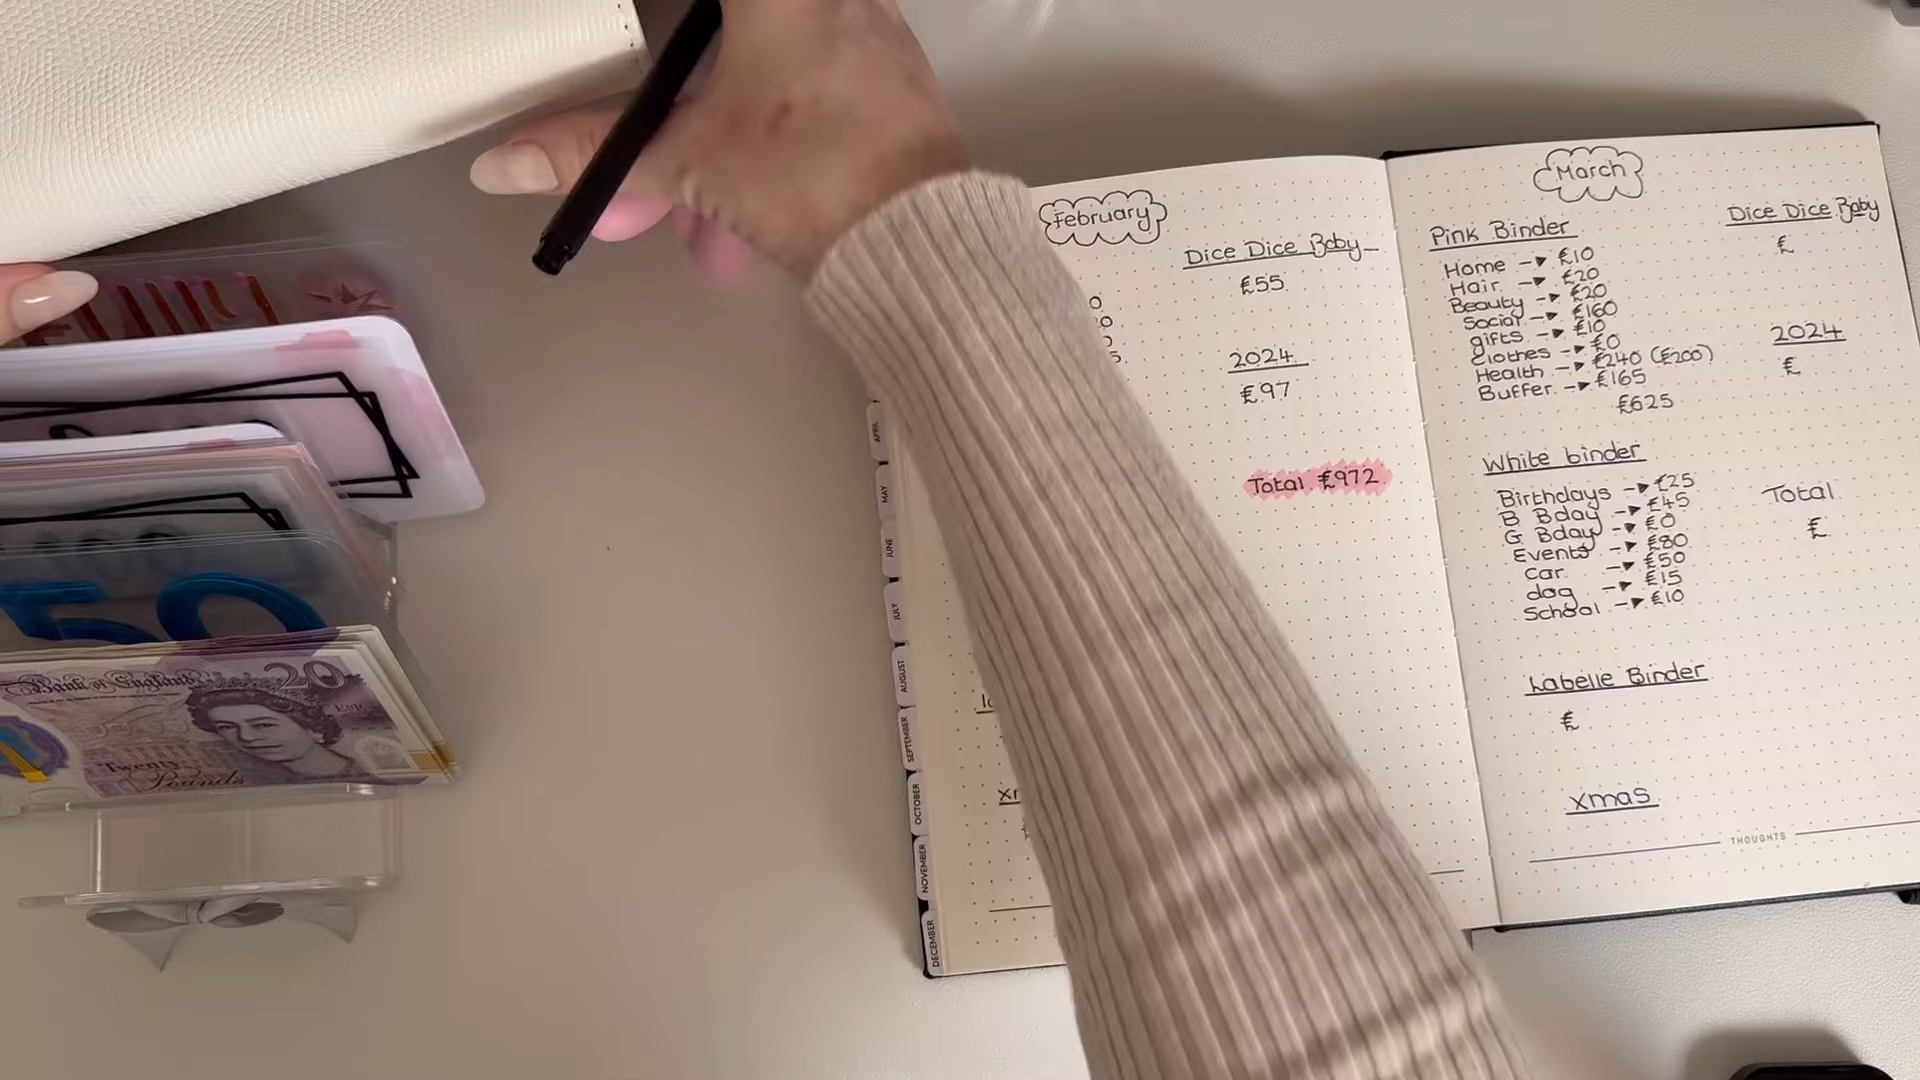 50
Bank of England
20
Twenty
Pounds
APRIL
MAY
JUNE
JULY
AUGUST
SEPTEMBER
OCTOBER
NOVEMBER
DECEMBER
February
Dice Dice Baby
£55
2024
£97
Total £972
March
Pink Binder
Home → £10
Hair → £20
Beauty → £20
Social → £160
gifts → £10
Clothes → £0
Health → £240 (£200)
Buffer → £165
£625
Dice Dice Baby
£
2024
£
White binder
Birthdays → £25
B Bday → £45
G Bday → £0
Events → £80
Car → £50
dog → £15
School → £10
Total
£
Labelle Binder
£
xmas
THOUGHTS